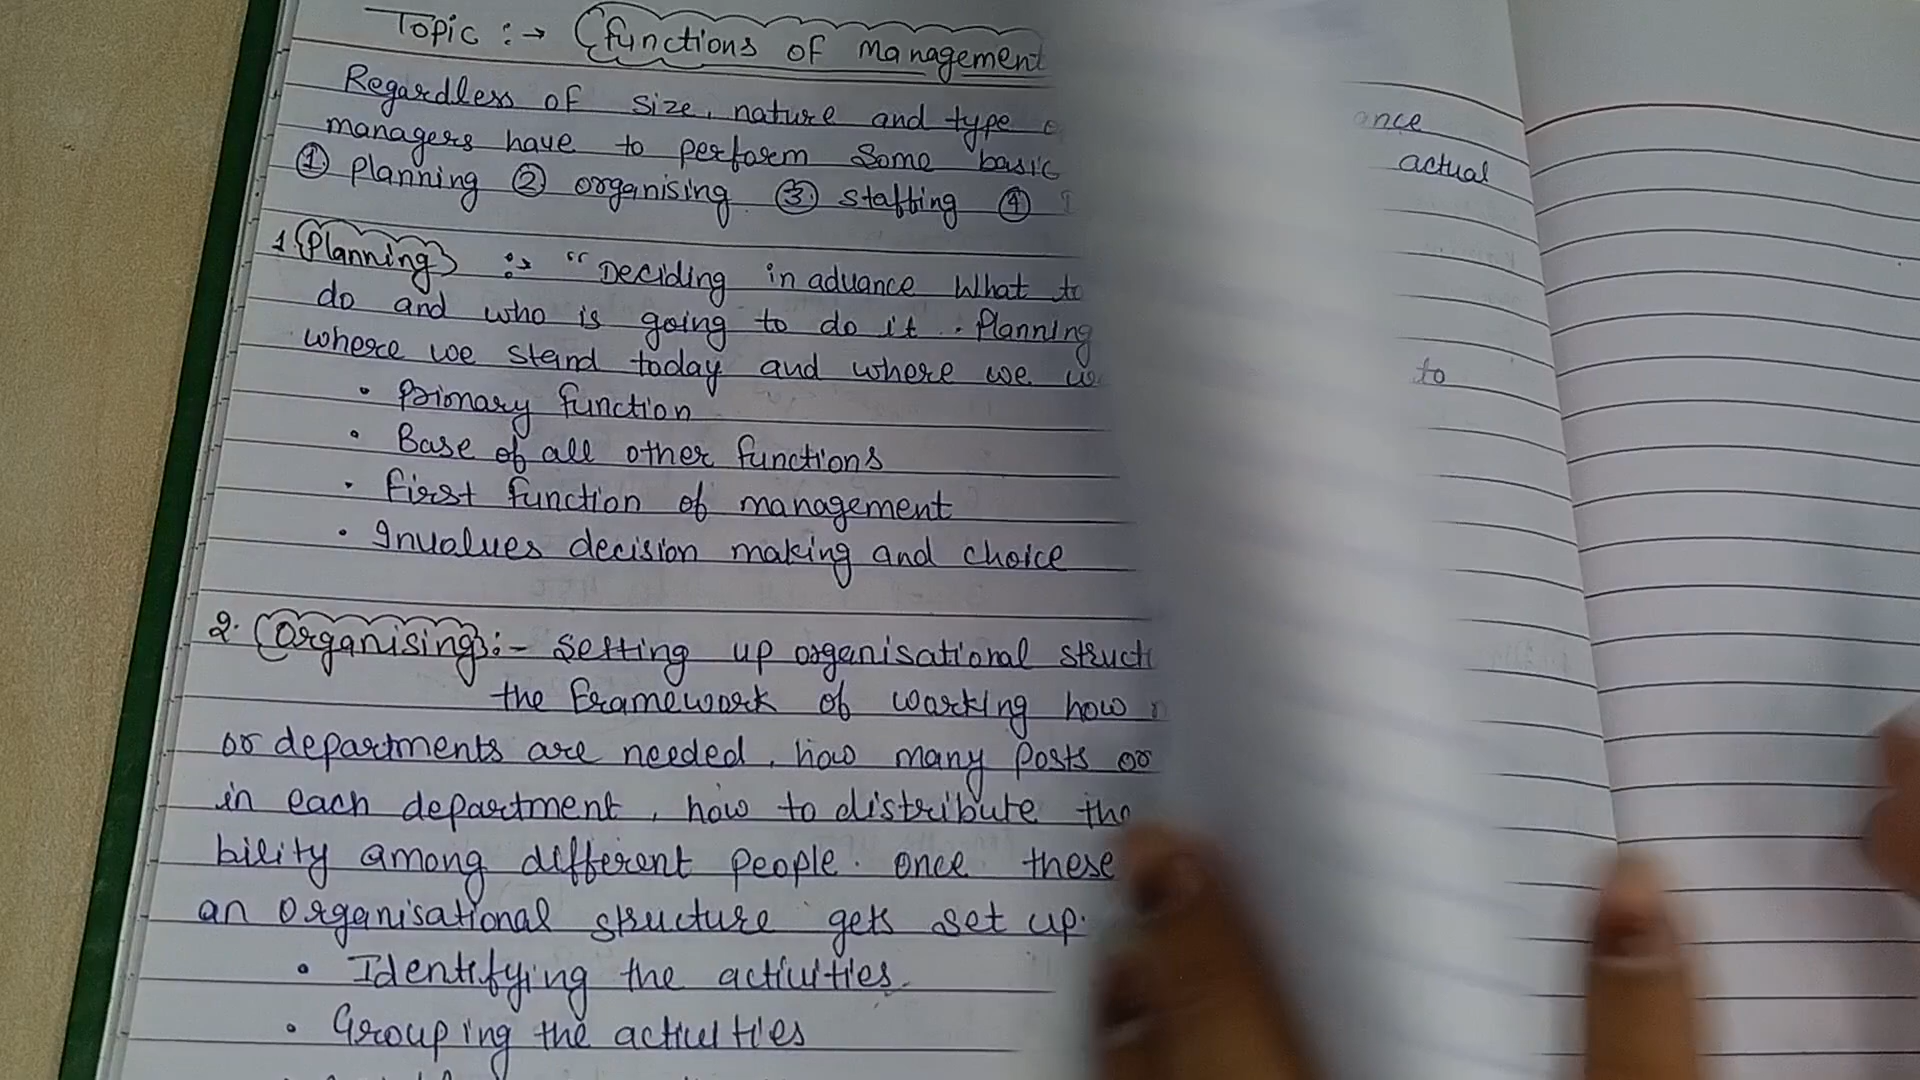 Topic :→ Functions of Management
Regardless of size, nature and type
managers have to perform some basic
① Planning ② organising ③ staffing ④
1. Planning :→ "Deciding in advance What to
do and who is going to do it. Planning
where we stand today and where we
• Primary function
• Base of all other functions
• First function of management
• Involves decision making and choice
2. Organising :- Setting up organisational
the Framework of working how
or departments are needed, how many Posts or
in each department, how to distribute the
bility among different people. once these
an organisational structure gets set up.
• Identifying the activities.
• Grouping the activities
ance
actual
to